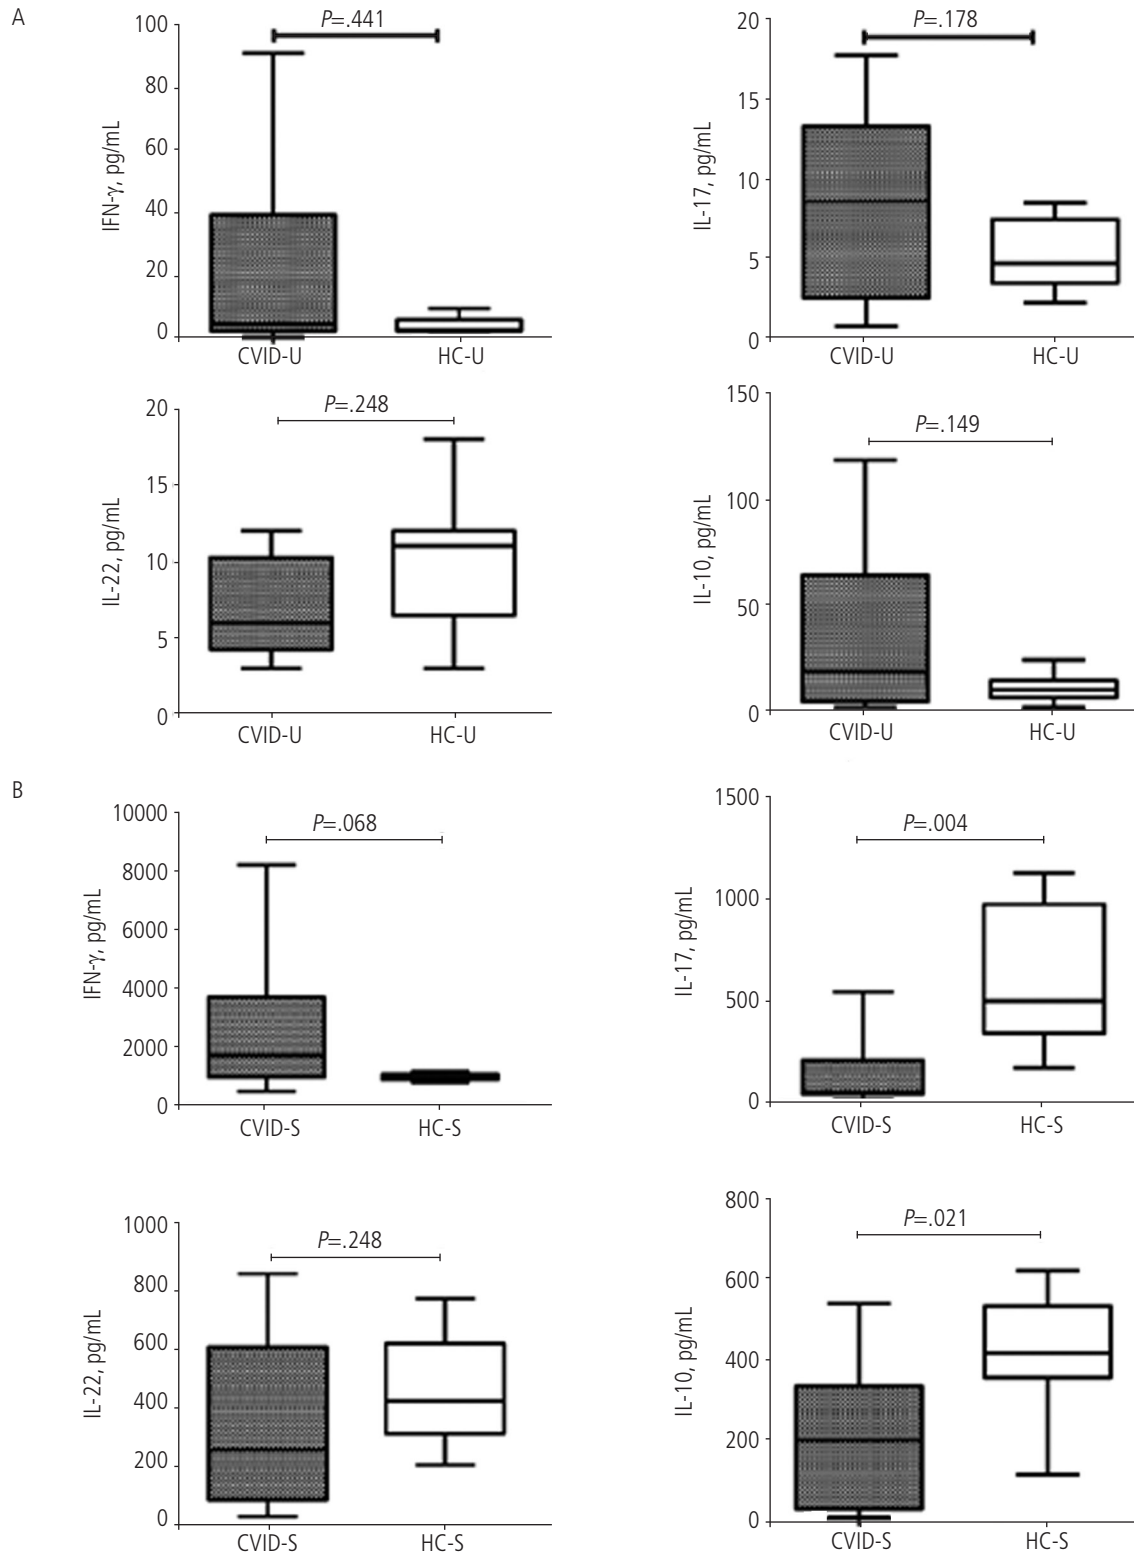 A
P=.441
IFN-γ, pg/mL
100
80
60
40
20
0
CVID-U
HC-U
P=.178
IL-17, pg/mL
20
15
10
5
0
CVID-U
HC-U
P=.248
IL-22, pg/mL
20
15
10
5
0
CVID-U
HC-U
P=.149
IL-10, pg/mL
150
100
50
0
CVID-U
HC-U
B
P=.068
IFN-γ, pg/mL
10000
8000
6000
4000
2000
0
CVID-S
HC-S
P=.004
IL-17, pg/mL
1500
1000
500
0
CVID-S
HC-S
P=.248
IL-22, pg/mL
1000
800
600
400
200
0
CVID-S
HC-S
P=.021
IL-10, pg/mL
800
600
400
200
0
CVID-S
HC-S